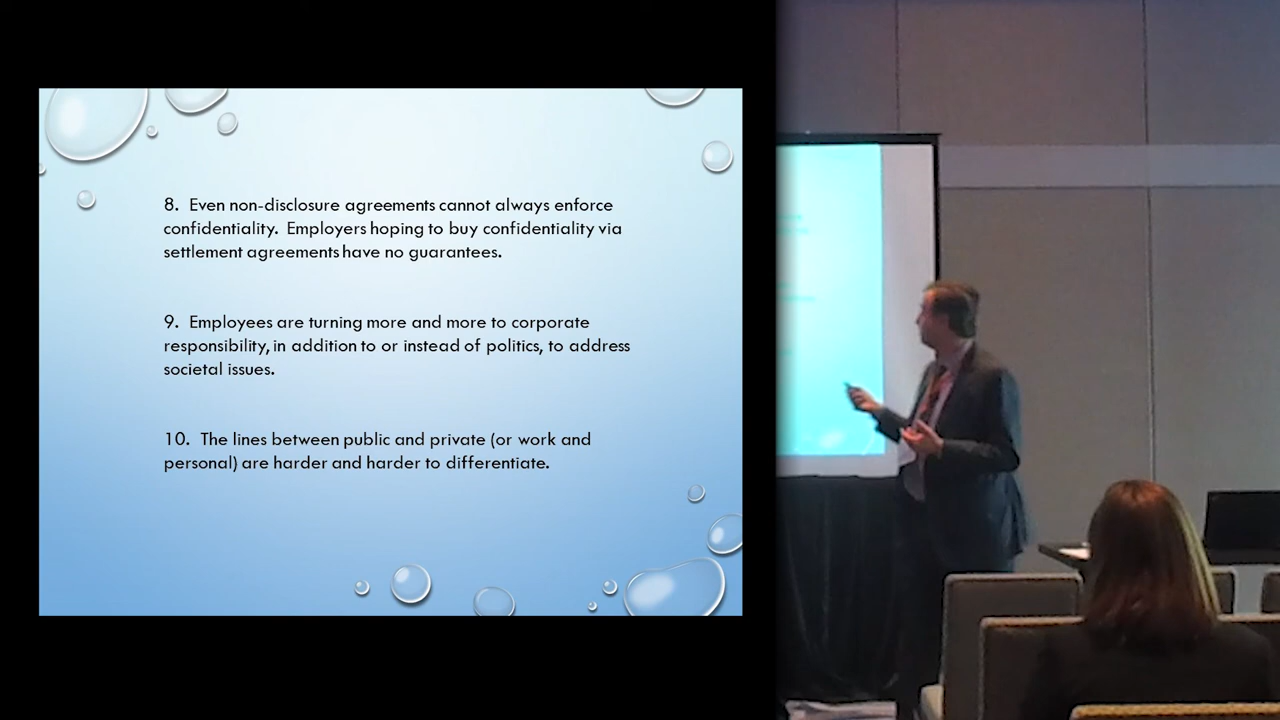 8.  Even non-disclosure agreements cannot always enforce
confidentiality.  Employers hoping to buy confidentiality via
settlement agreements have no guarantees.
9.  Employees are turning more and more to corporate
responsibility, in addition to or instead of politics, to address
societal issues.
10.  The lines between public and private (or work and
personal) are harder and harder to differentiate.